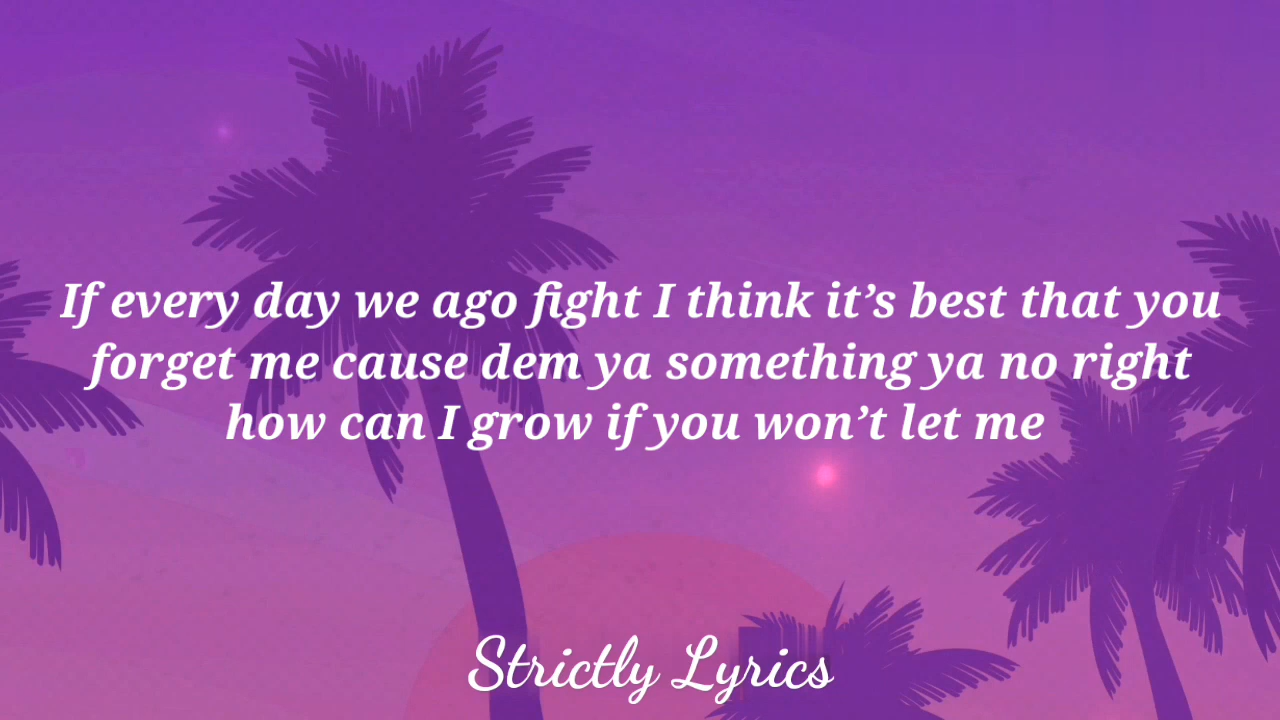 If every day we ago fight I think it’s best that you
forget me cause dem ya something ya no right
how can I grow if you won’t let me
Strictly Lyrics